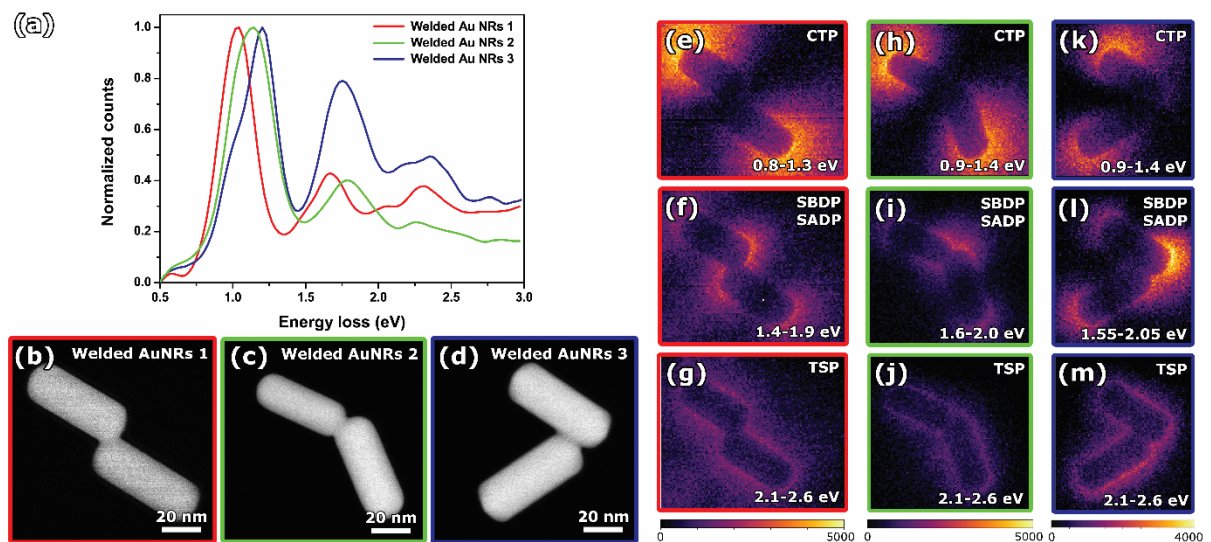 (a)
Welded Au NRs 1
Welded Au NRs 2
Welded Au NRs 3
Normalized counts
1.0
0.8
0.6
0.4
0.2
0.0
0.5 1.0 1.5 2.0 2.5 3.0
Energy loss (eV)
(b) Welded AuNRs 1
20 nm
(c) Welded AuNRs 2
20 nm
(d) Welded AuNRs 3
20 nm
(e) CTP
0.8-1.3 eV
(h) CTP
0.9-1.4 eV
(k) CTP
0.9-1.4 eV
(f) SBDP
SADP
1.4-1.9 eV
(i) SBDP
SADP
1.6-2.0 eV
(l) SBDP
SADP
1.55-2.05 eV
(g) TSP
2.1-2.6 eV
(j) TSP
2.1-2.6 eV
(m) TSP
2.1-2.6 eV
0 5000
0 5000
0 4000